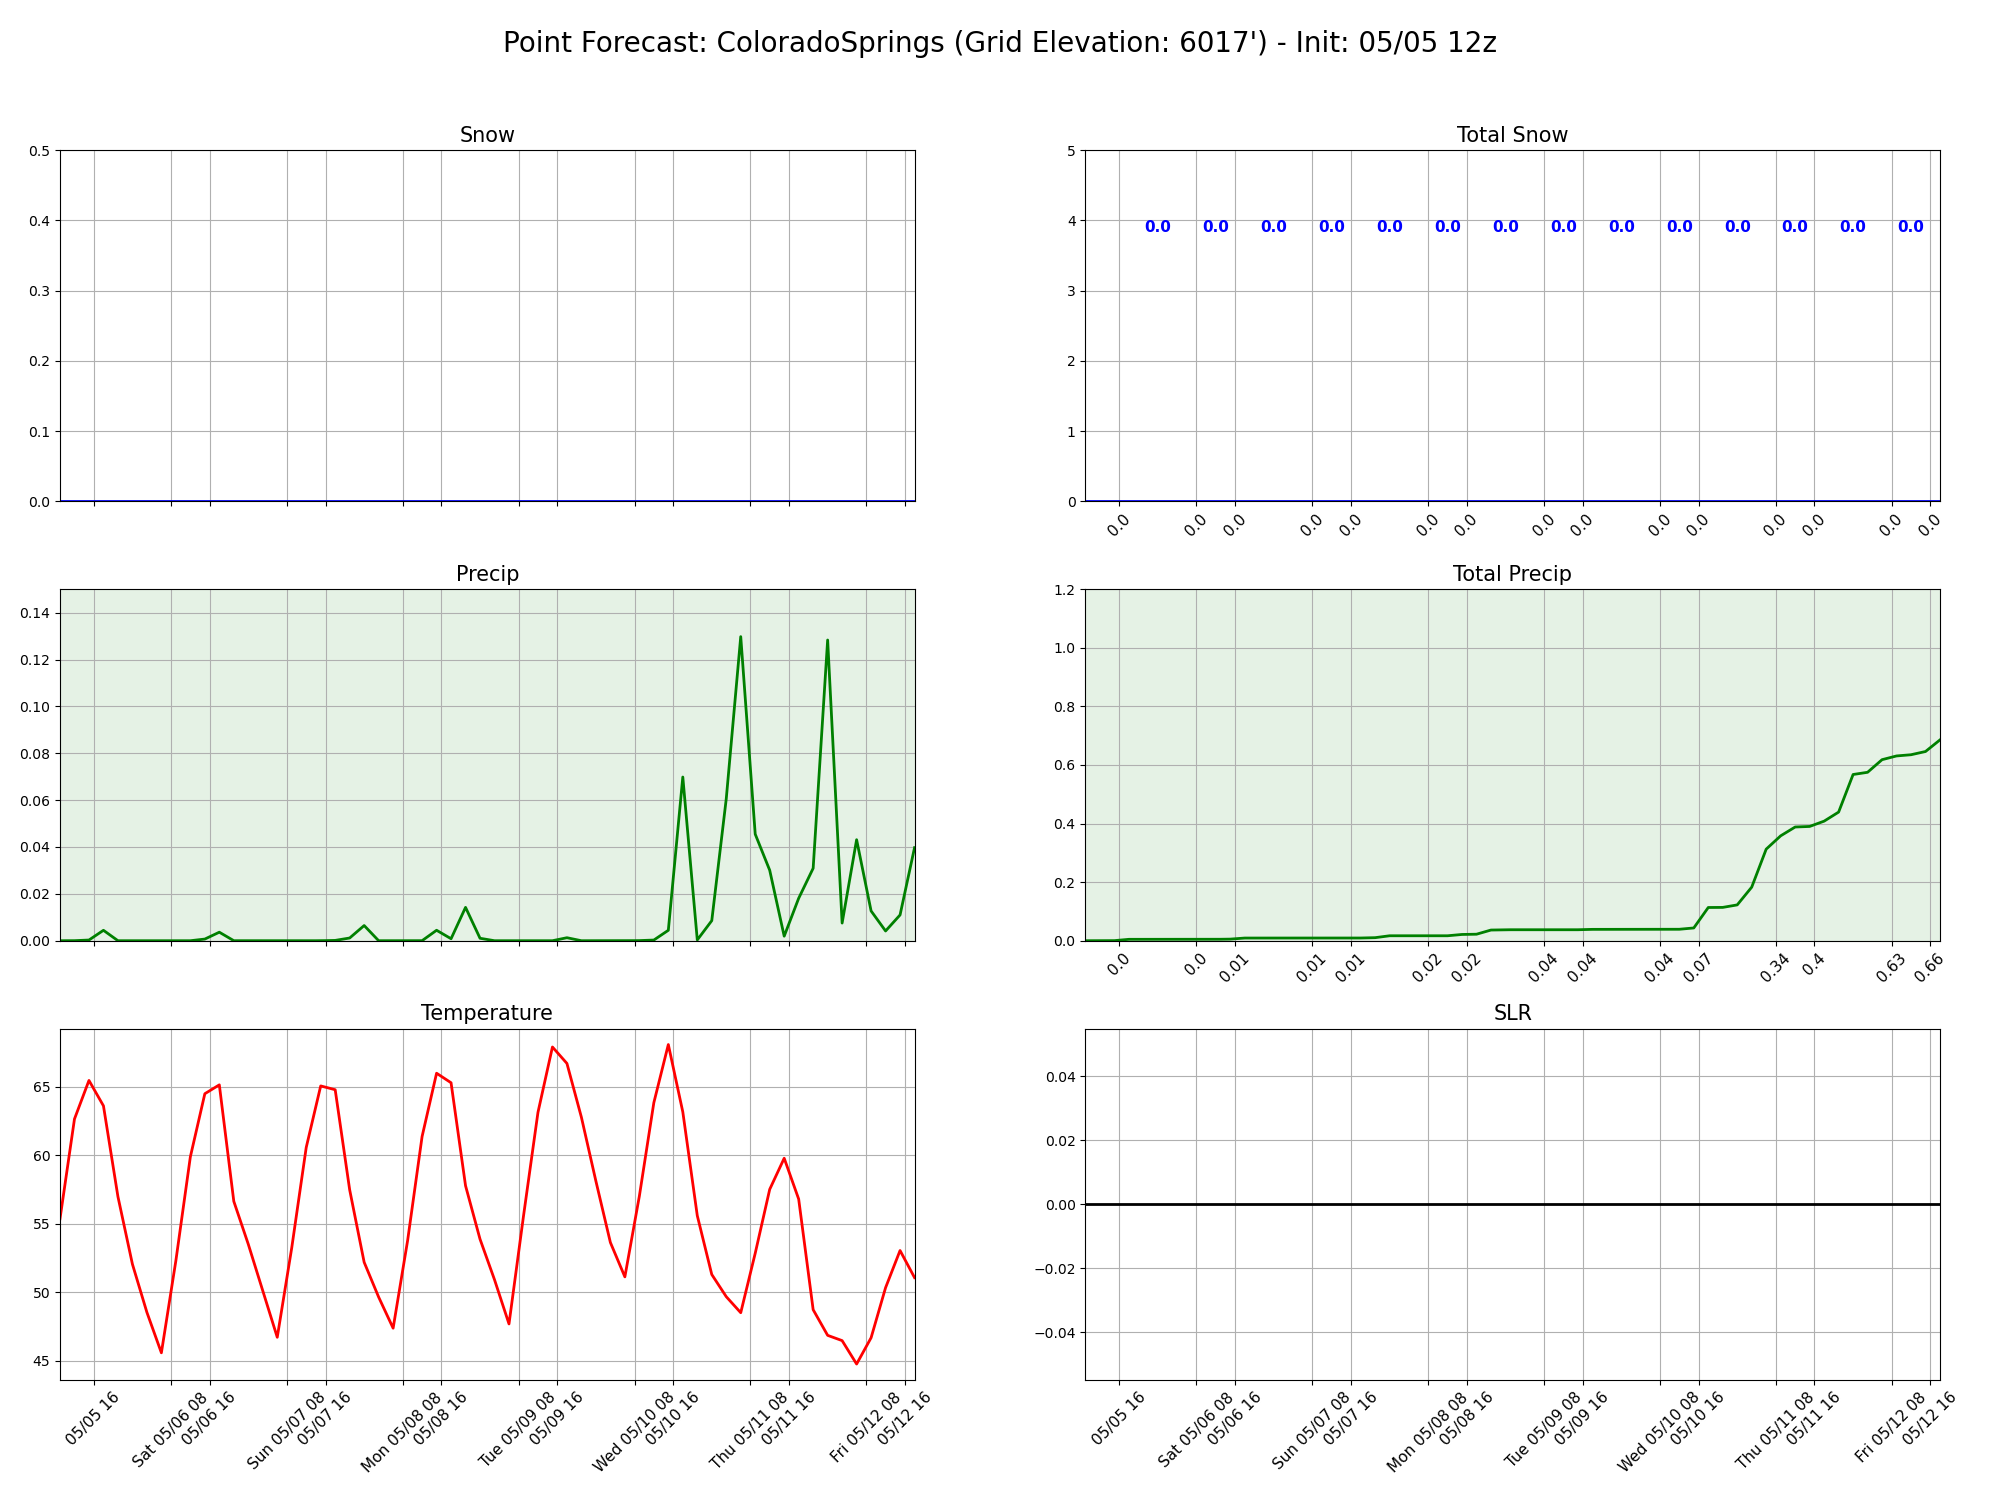 Point Forecast: ColoradoSprings (Grid Elevation: 6017') - Init: 05/05 12z
Snow
0.5
0.4
0.3
0.2
0.1
0.0
Total Snow
5
4
3
2
1
0
0.0 0.0 0.0 0.0 0.0 0.0 0.0 0.0 0.0 0.0 0.0 0.0 0.0 0.0
0.0 0.0 0.0 0.0 0.0 0.0 0.0 0.0 0.0 0.0 0.0 0.0 0.0 0.0 0.0
Precip
0.14
0.12
0.10
0.08
0.06
0.04
0.02
0.00
Total Precip
1.2
1.0
0.8
0.6
0.4
0.2
0.0
0.0 0.0 0.01 0.01 0.01 0.02 0.02 0.04 0.04 0.04 0.07 0.34 0.4 0.63 0.66
Temperature
65
60
55
50
45
05/05 16
Sat 05/06 08
05/06 16
Sun 05/07 08
05/07 16
Mon 05/08 08
05/08 16
Tue 05/09 08
05/09 16
Wed 05/10 08
05/10 16
Thu 05/11 08
05/11 16
Fri 05/12 08
05/12 16
SLR
0.04
0.02
0.00
−0.02
−0.04
05/05 16
Sat 05/06 08
05/06 16
Sun 05/07 08
05/07 16
Mon 05/08 08
05/08 16
Tue 05/09 08
05/09 16
Wed 05/10 08
05/10 16
Thu 05/11 08
05/11 16
Fri 05/12 08
05/12 16